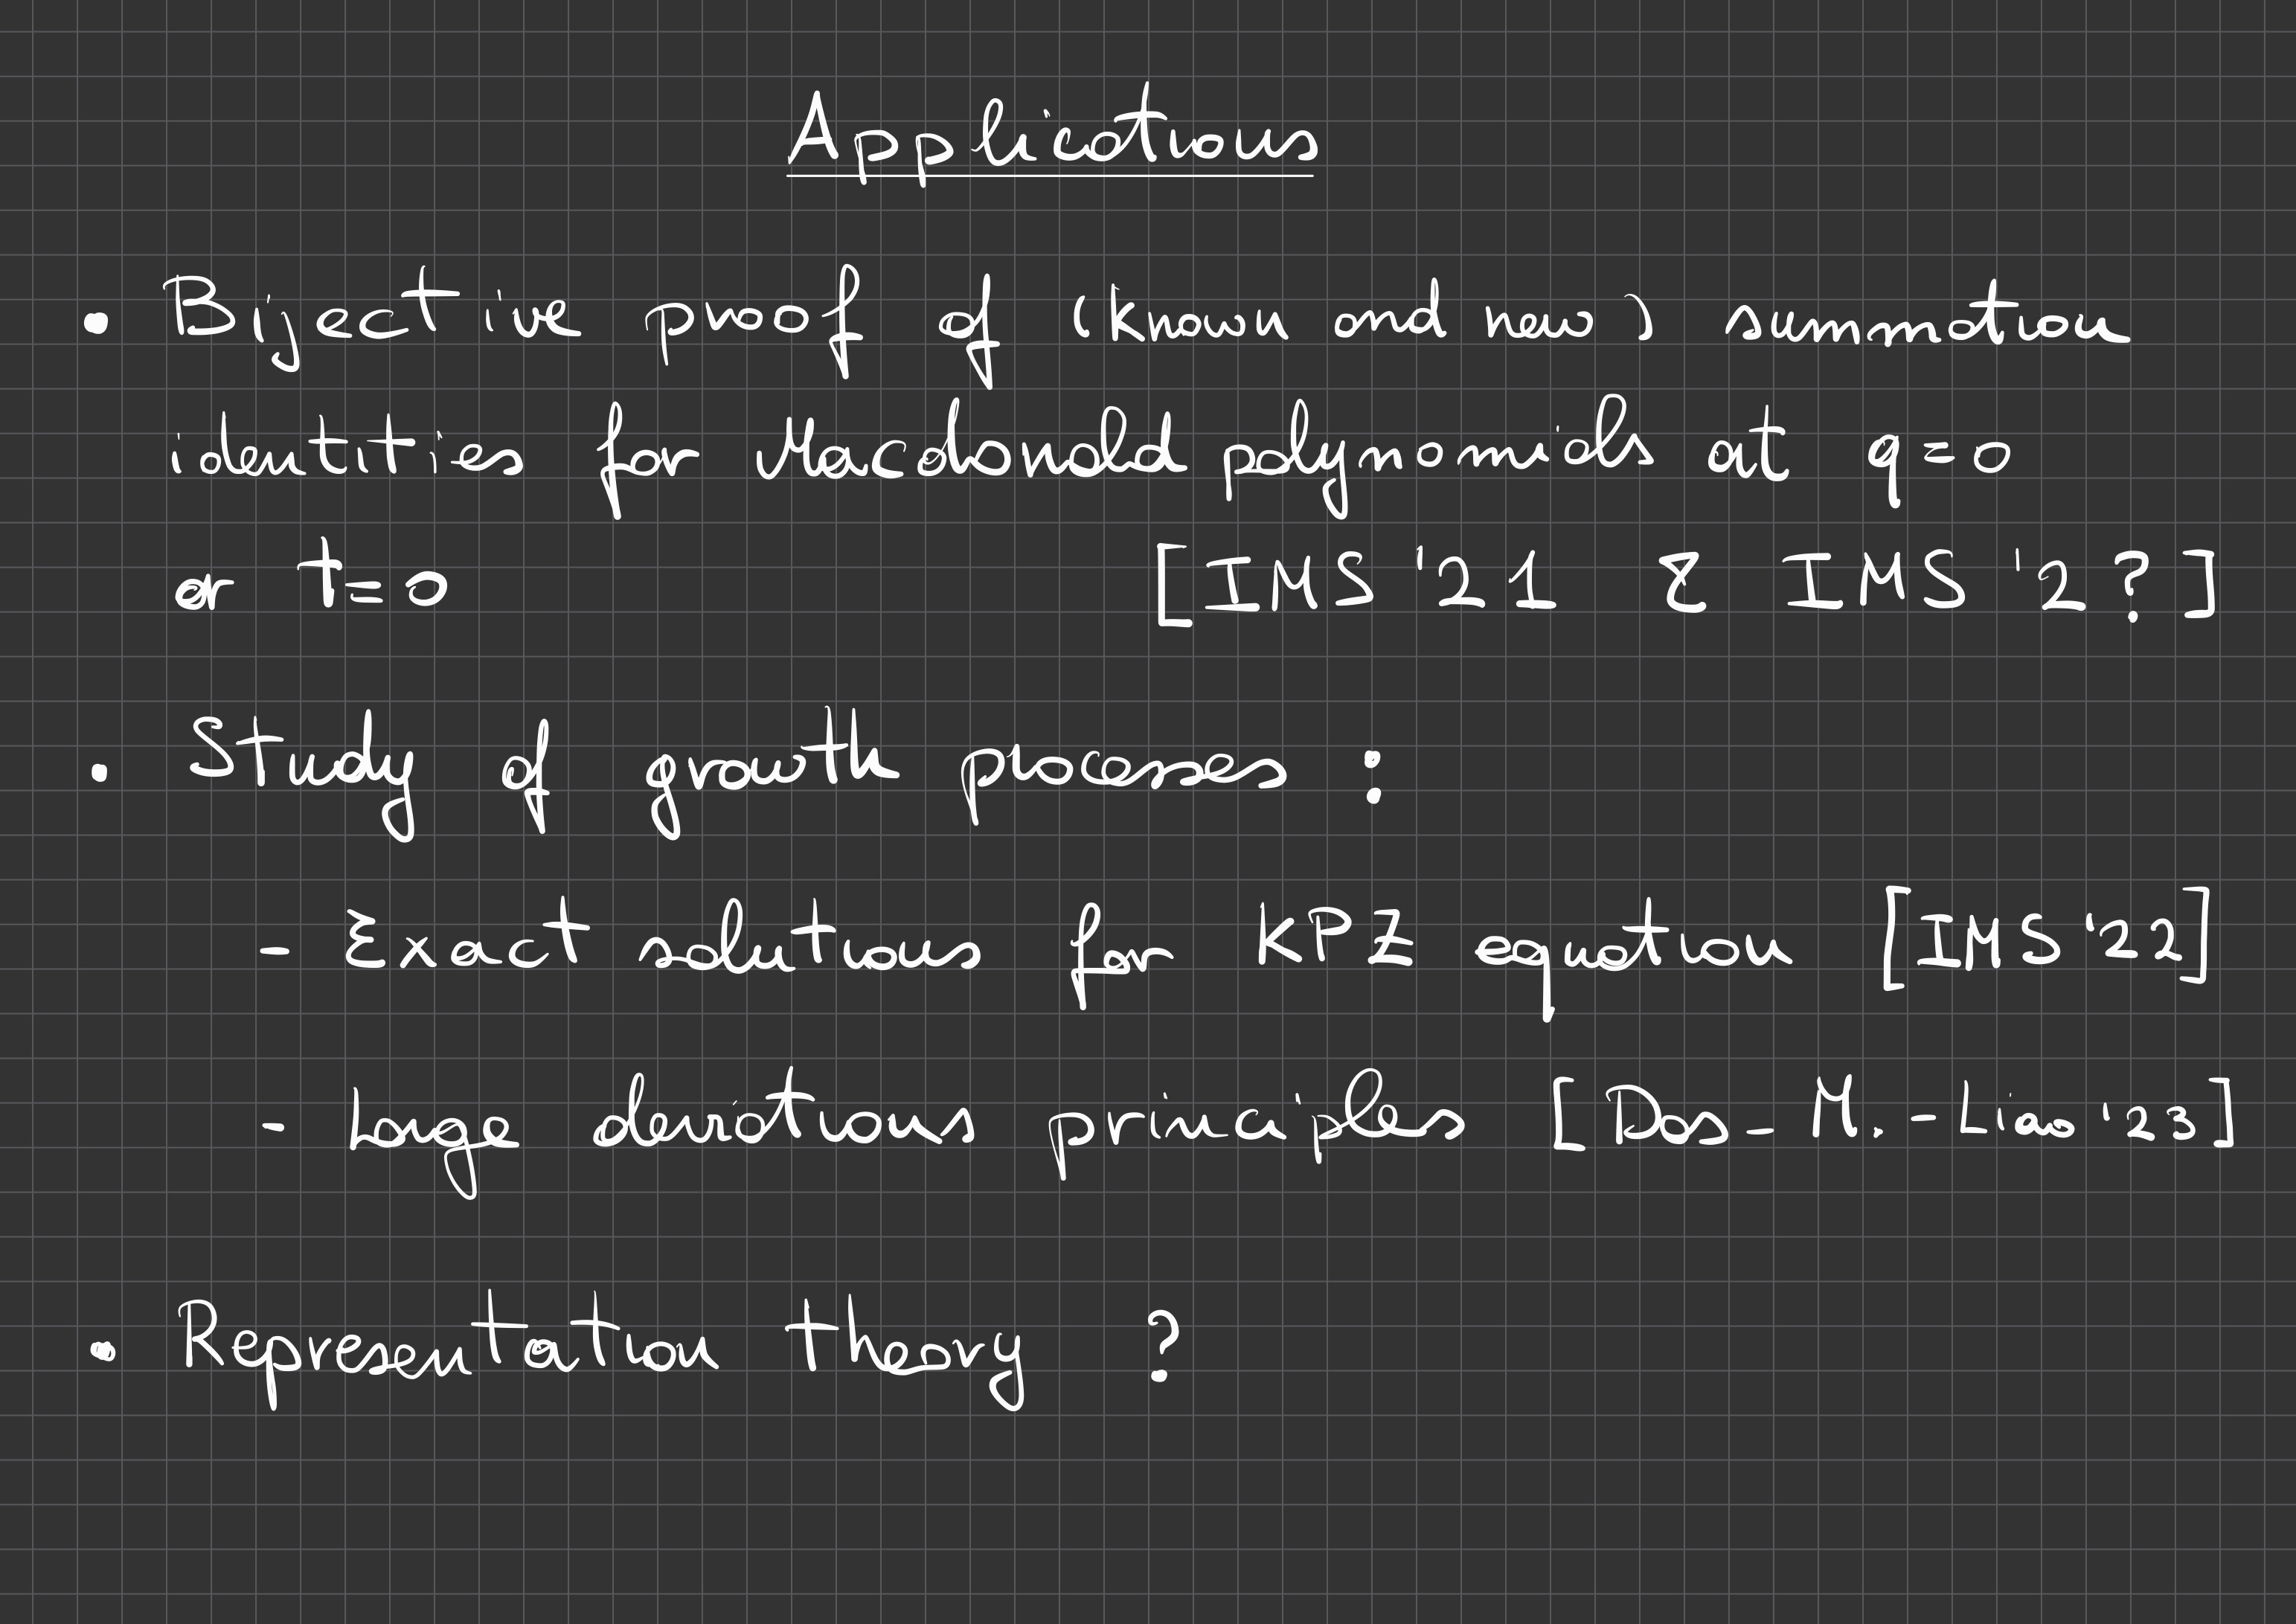 Applications
• Bijective proof of (known and new) summation
identities for Macdonald polynomials at q=0
or t=0 [IMS '21 & IMS '2?]
• Study of growth processes :
- Exact solutions for KPZ equation [IMS '22]
- Large deviations principles [Das - M. - Liao '23]
• Representation theory ?